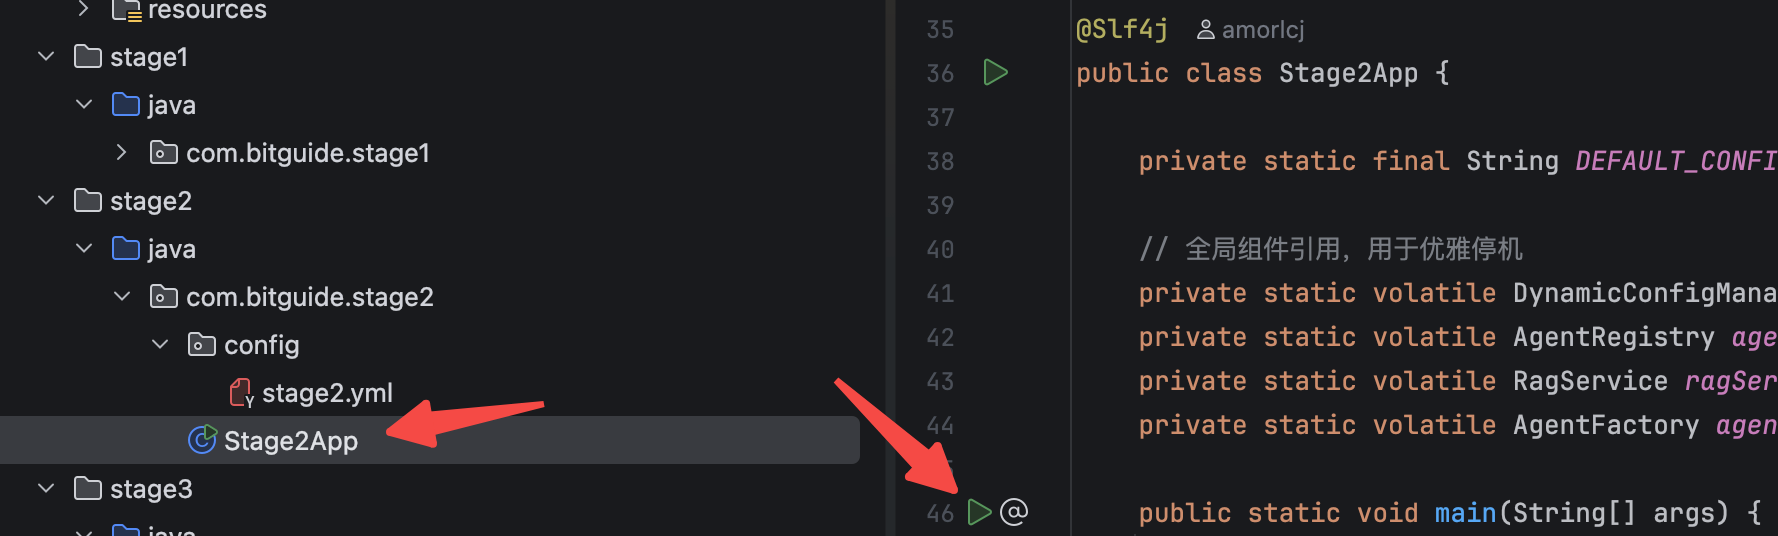 resources
stage1
java
com.bitguide.stage1
stage2
java
com.bitguide.stage2
config
stage2.yml
Stage2App
stage3
java
35 @Slf4j amorlcj
36 public class Stage2App {
37
38 private static final String DEFAULT_CONFI
39
40 // 全局组件引用，用于优雅停机
41 private static volatile DynamicConfigMana
42 private static volatile AgentRegistry age
43 private static volatile RagService ragSer
44 private static volatile AgentFactory agen
46 @ public static void main(String[] args) {